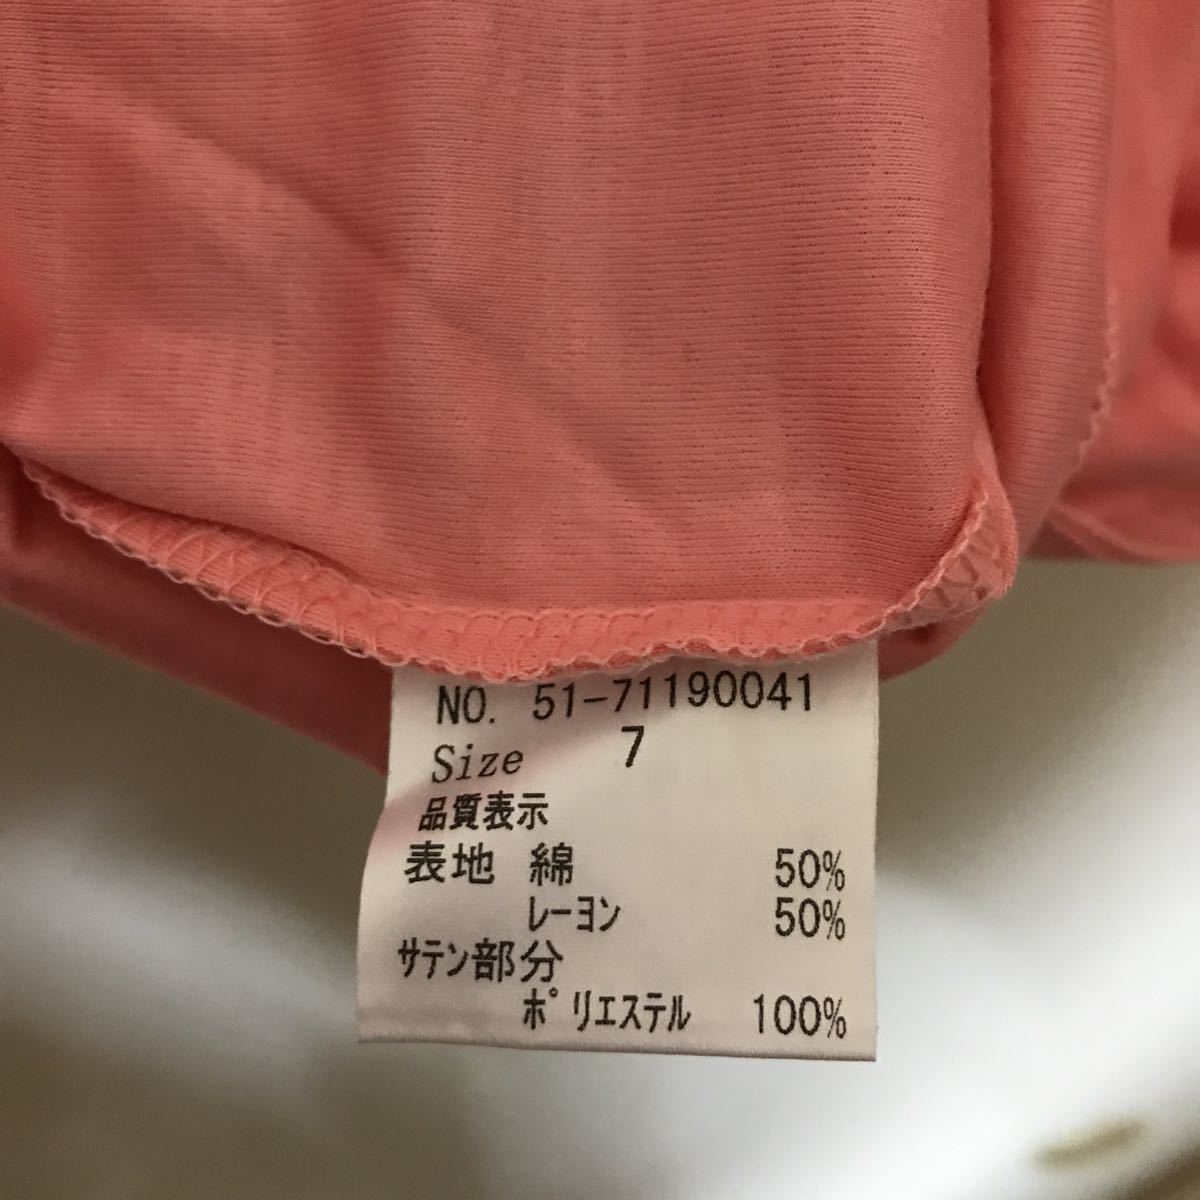 NO. 51-71190041
Size 7
品質表示
表地 綿 50%
レーヨン 50%
サテン部分
ポリエステル 100%